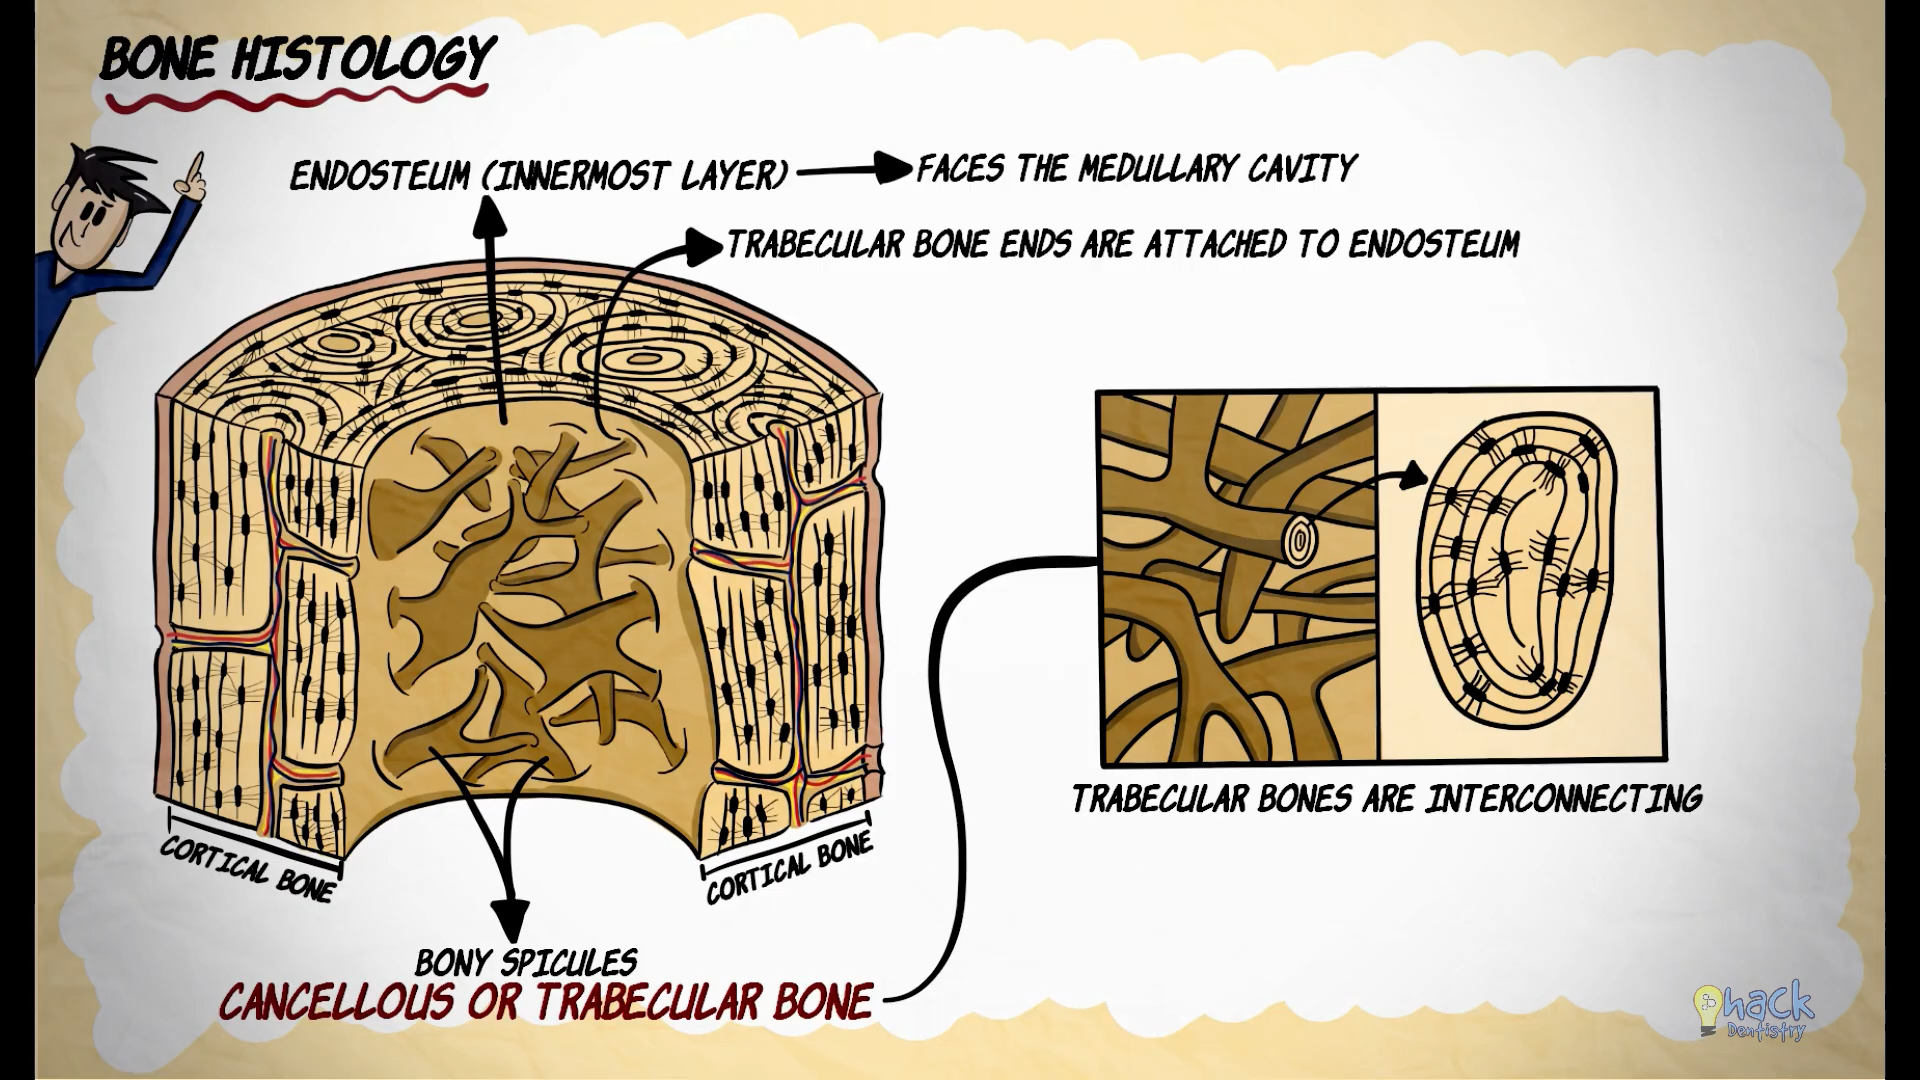 BONE HISTOLOGY
ENDOSTEUM (INNERMOST LAYER)
FACES THE MEDULLARY CAVITY
TRABECULAR BONE ENDS ARE ATTACHED TO ENDOSTEUM
TRABECULAR BONES ARE INTERCONNECTING
CORTICAL BONE
CORTICAL BONE
BONY SPICULES
CANCELLOUS OR TRABECULAR BONE
hack
Dentistry